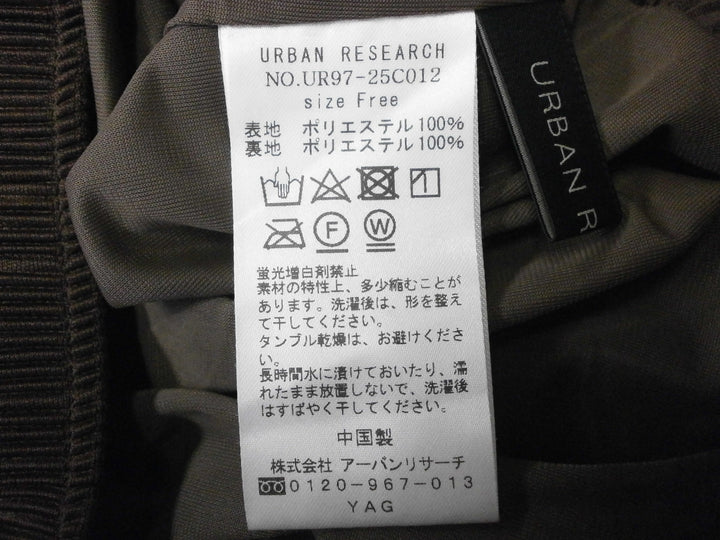 URBAN RESEARCH
NO.UR97-25C012
size Free
表地 ポリエステル100%
裏地 ポリエステル100%
F
W
蛍光増白剤禁止
素材の特性上、多少縮むことが
あります。洗濯後は、形を整え
て干してください。
タンブル乾燥は、お避けくださ
い。
長時間水に漬けておいたり、濡
れたまま放置しないで、洗濯後
はすばやく干してください。
中国製
株式会社 アーバンリサーチ
0120-967-013
YAG
URBAN R